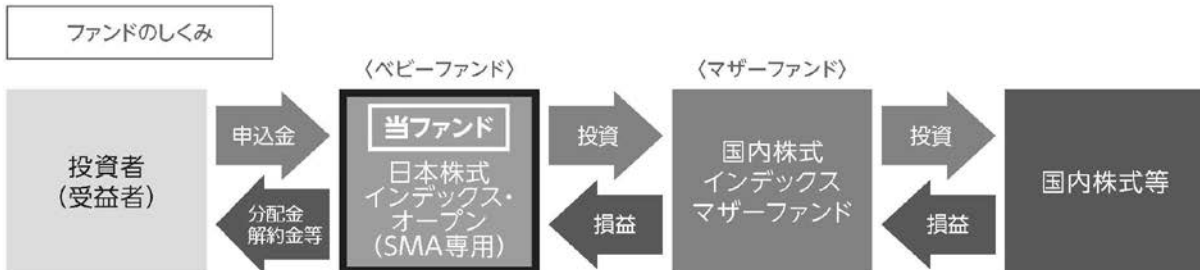 ファンドのしくみ
〈ベビーファンド〉
〈マザーファンド〉
投資者
(受益者)
申込金
分配金
解約金等
当ファンド
日本株式
インデックス・
オープン
(SMA専用)
投資
損益
国内株式
インデックス
マザーファンド
投資
損益
国内株式等